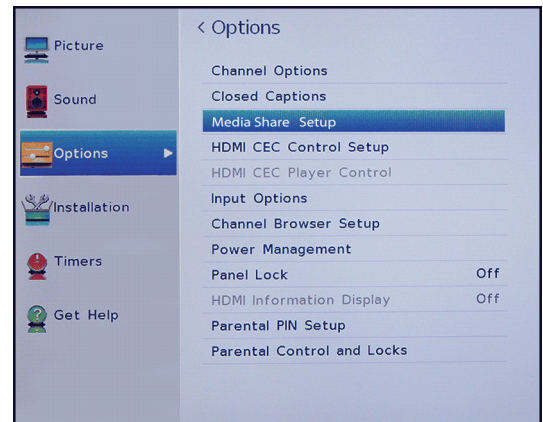 Picture
Sound
Options
Installation
Timers
Get Help
< Options
Channel Options
Closed Captions
Media Share Setup
HDMI CEC Control Setup
HDMI CEC Player Control
Input Options
Channel Browser Setup
Power Management
Panel Lock Off
HDMI Information Display Off
Parental PIN Setup
Parental Control and Locks